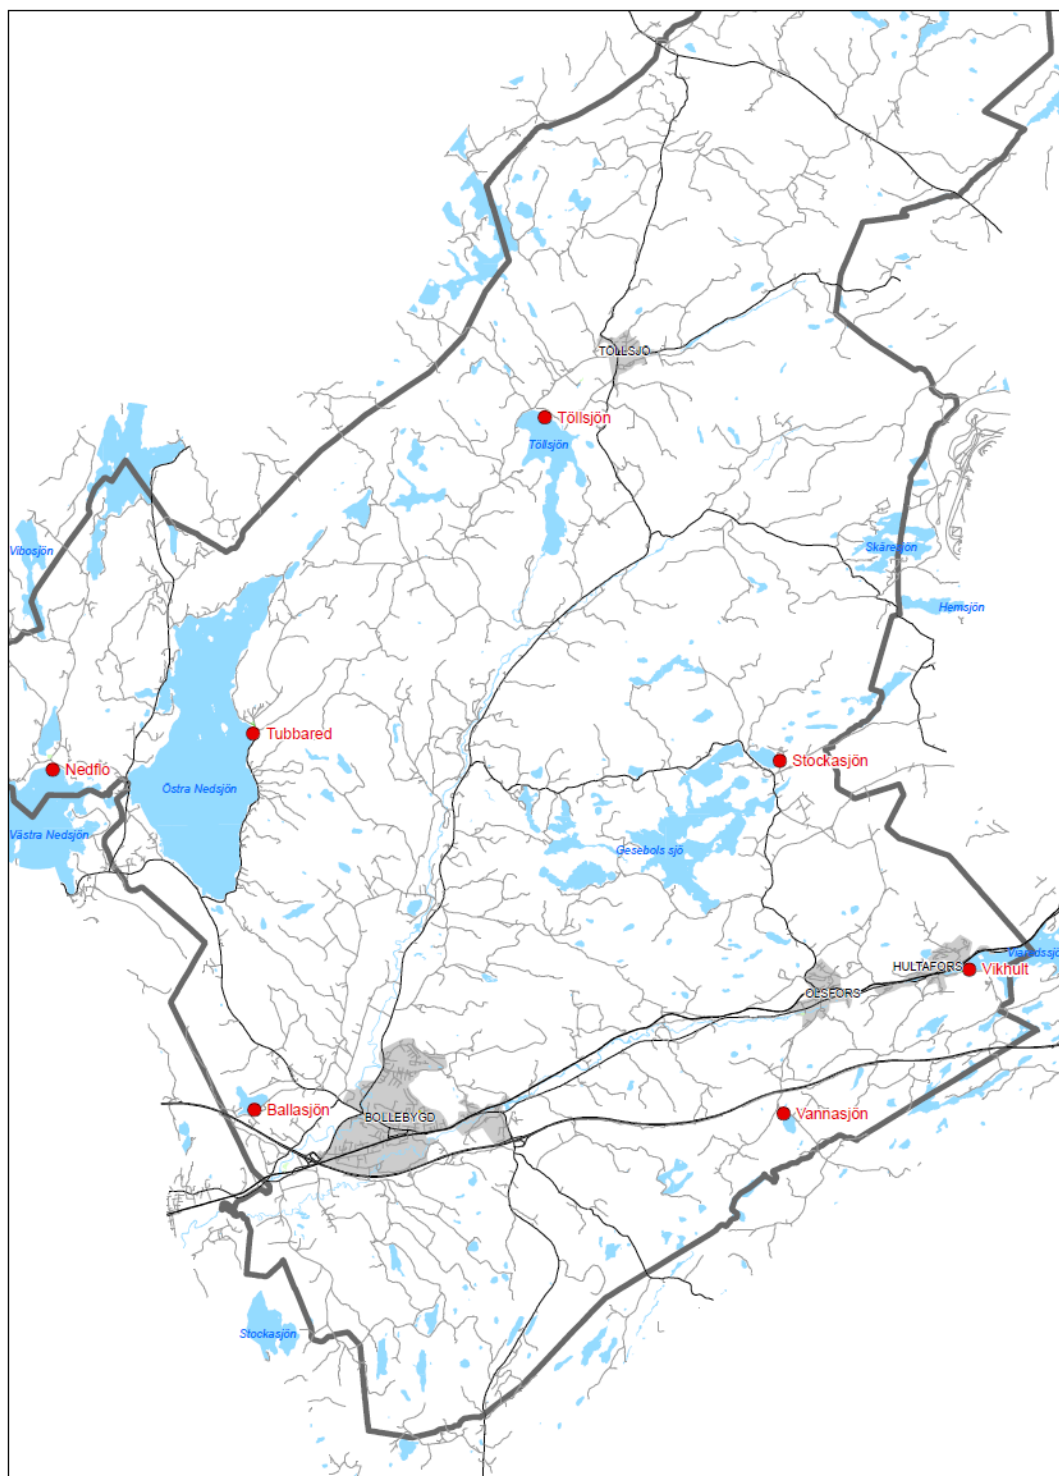 TÖLLSJÖ
Töllsjön
Töllsjön
Vibosjön
Skäresjön
Hemsjön
Tubbared
Stockasjön
Nedflo
Östra Nedsjön
Västra Nedsjön
Gesebols sjö
HULTAFORS
Vikhult
OLSFORS
Ballasjön
BOLLEBYGD
Vannasjön
Stockasjön